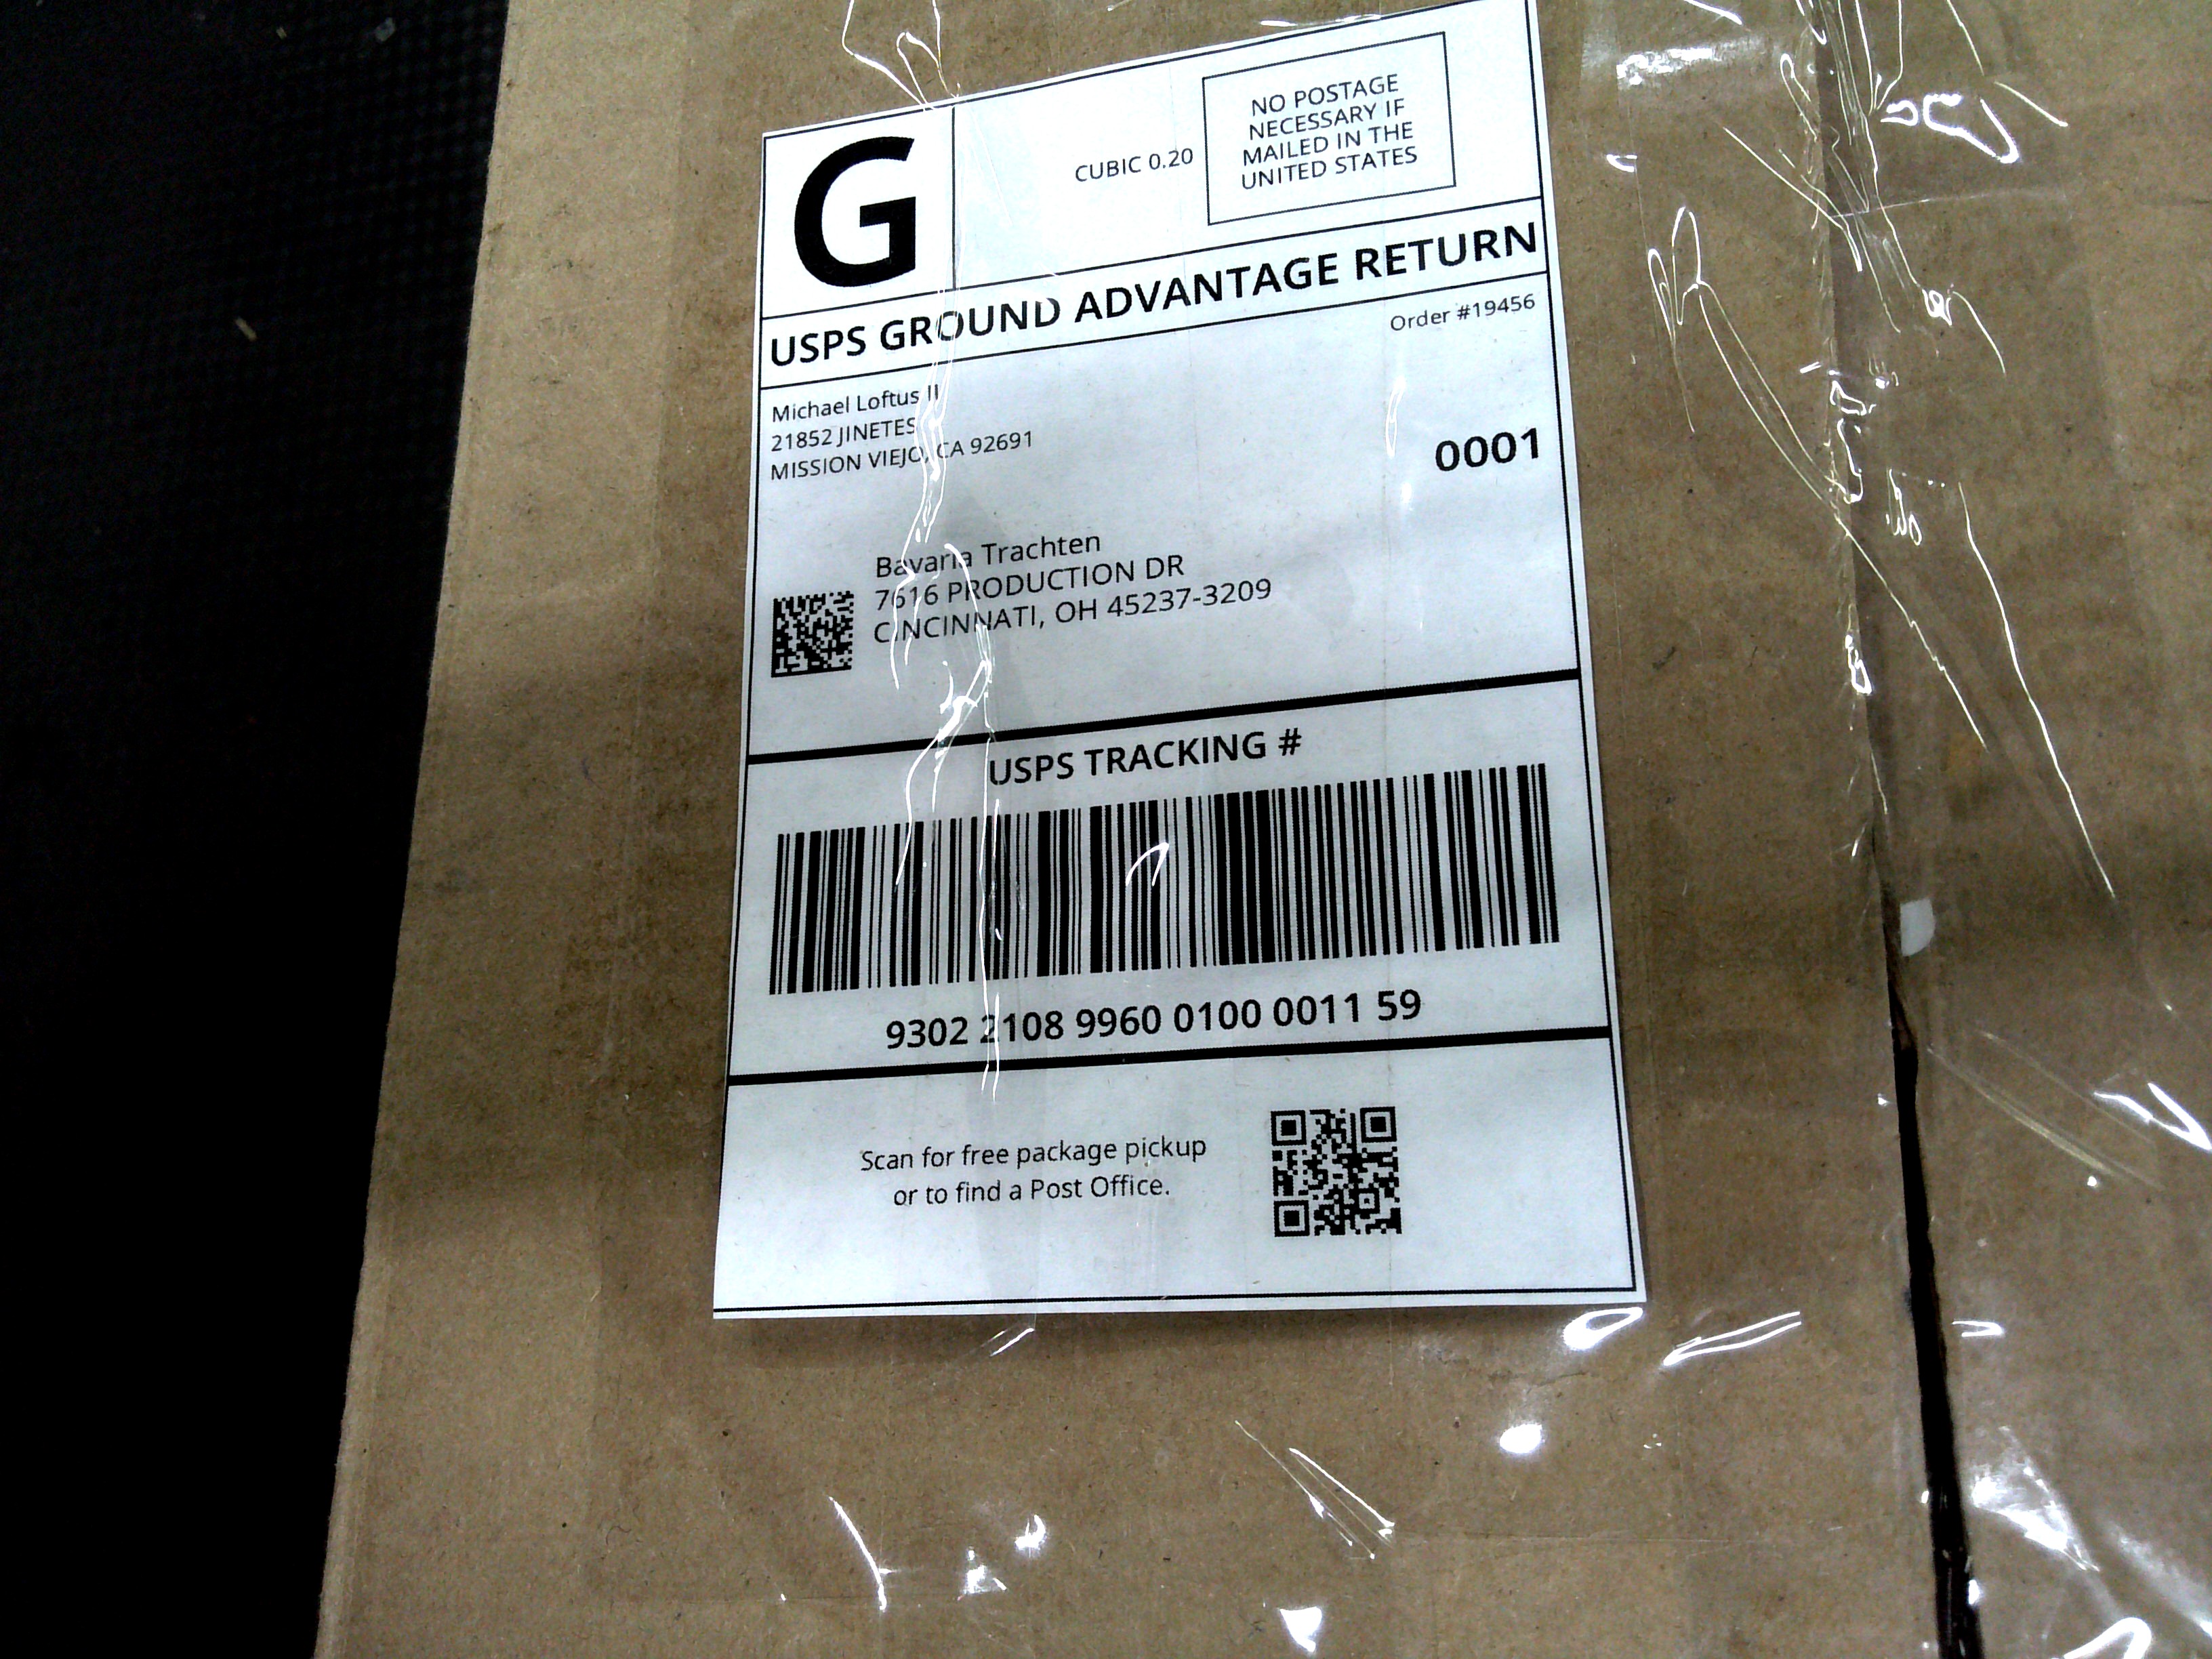 G
CUBIC 0.20
NO POSTAGE
NECESSARY IF
MAILED IN THE
UNITED STATES
USPS GROUND ADVANTAGE RETURN
Order #19456
Michael Loftus II
21852 JINETES
MISSION VIEJO, CA 92691
0001
Bavaria Trachten
7616 PRODUCTION DR
CINCINNATI, OH 45237-3209
USPS TRACKING #
9302 2108 9960 0100 0011 59
Scan for free package pickup
or to find a Post Office.